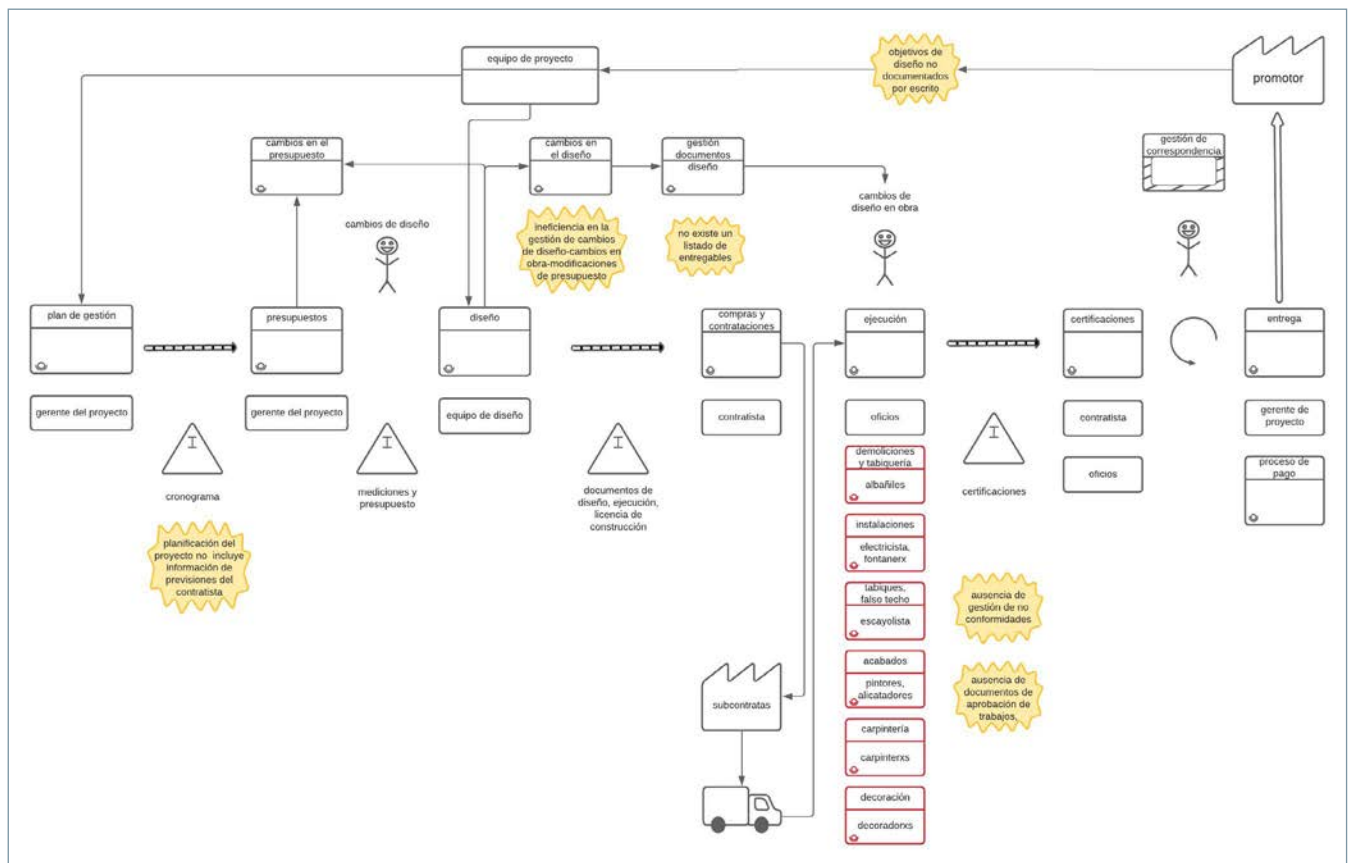 equipo de proyecto
objetivos de
diseño no
documentados
por escrito
promotor
cambios en el
presupuesto
cambios en
el diseño
gestión
documentos
diseño
gestión de
correspondencia
cambios de diseño
cambios de
diseño en obra
ineficiencia en la
gestión de cambios
de diseño-cambios en
obra-modificaciones
de presupuesto
no existe un
listado de
entregables
plan de gestión
presupuestos
diseño
compras y
contrataciones
ejecución
certificaciones
entrega
gerente del proyecto
gerente del proyecto
equipo de diseño
contratista
oficios
contratista
gerente de
proyecto
I
I
I
I
cronograma
mediciones y
presupuesto
documentos de
diseño, ejecución,
licencia de
construcción
certificaciones
oficios
proceso de
pago
planificación del
proyecto no incluye
información de
previsiones del
contratista
demoliciones
y tabiquería
albañiles
instalaciones
electricista,
fontanerx
tabiques,
falso techo
escayolista
acabados
pintores,
alicatadores
carpintería
carpinterxs
decoración
decoradorxs
ausencia de
gestión de no
conformidades
ausencia de
documentos de
aprobación de
trabajos,
subcontratas